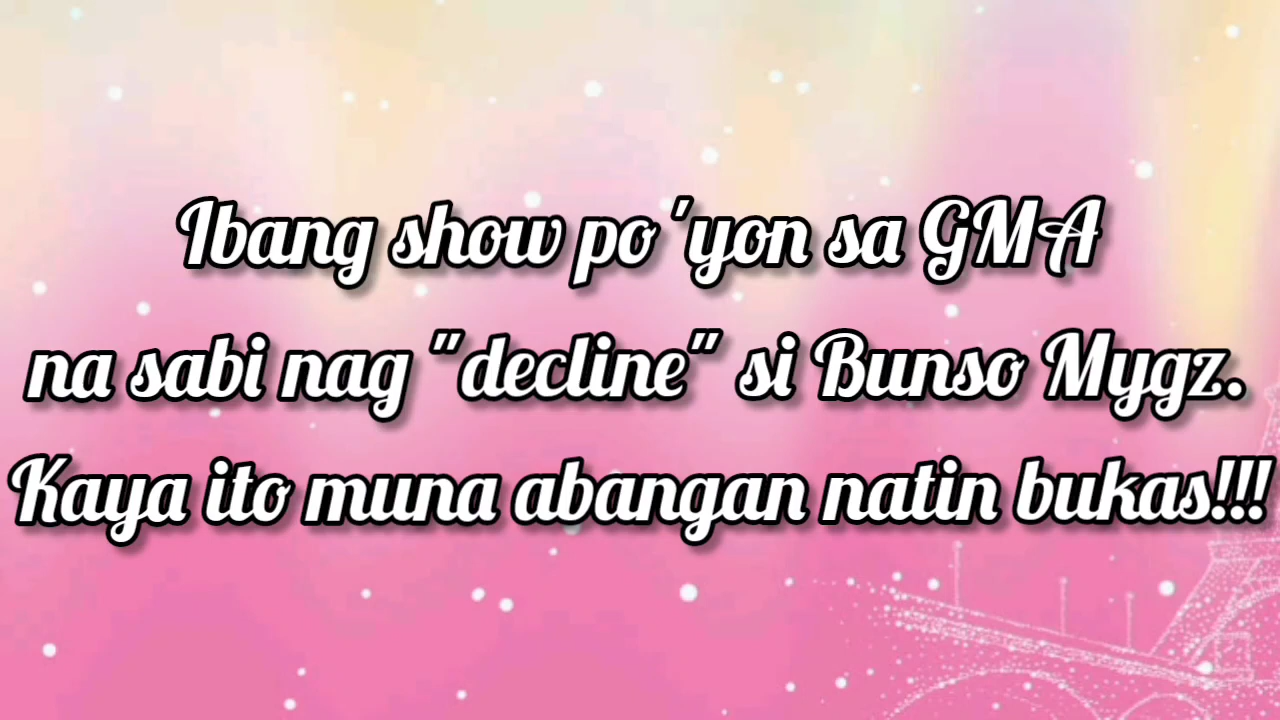 Ibang show po 'yon sa GMA
na sabi nag "decline" si Bunso Mygz.
Kaya ito muna abangan natin bukas!!!